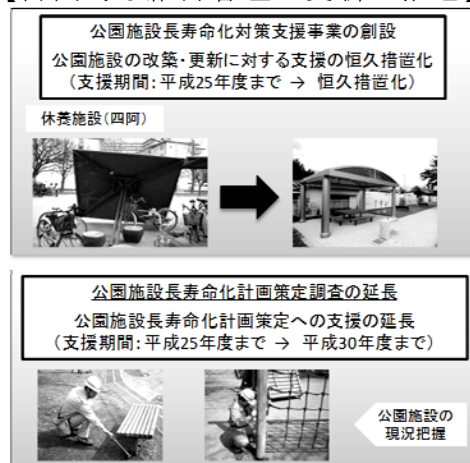 公園施設長寿命化対策支援事業の創設
公園施設の改築・更新に対する支援の恒久措置化
（支援期間：平成25年度まで → 恒久措置化）
休養施設（四阿）
公園施設長寿命化計画策定調査の延長
公園施設長寿命化計画策定への支援の延長
（支援期間：平成25年度まで → 平成30年度まで）
公園施設の
現況把握